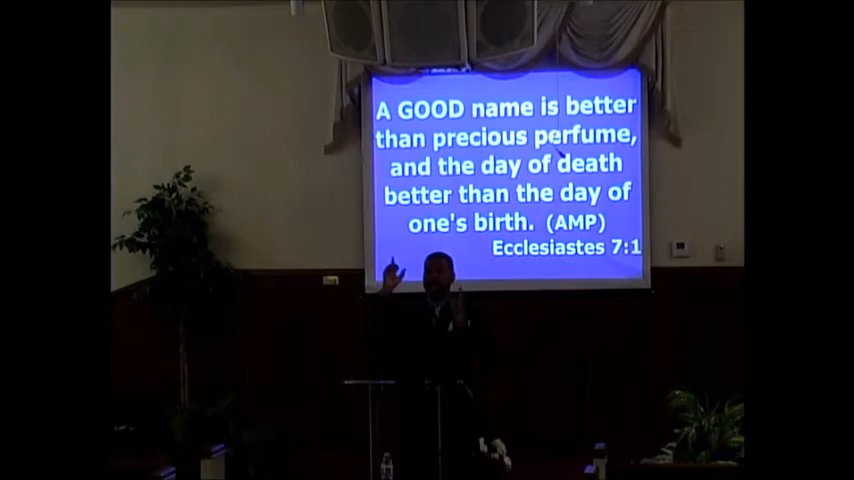 A GOOD name is better
than precious perfume,
and the day of death
better than the day of
one's birth. (AMP)
Ecclesiastes 7:1